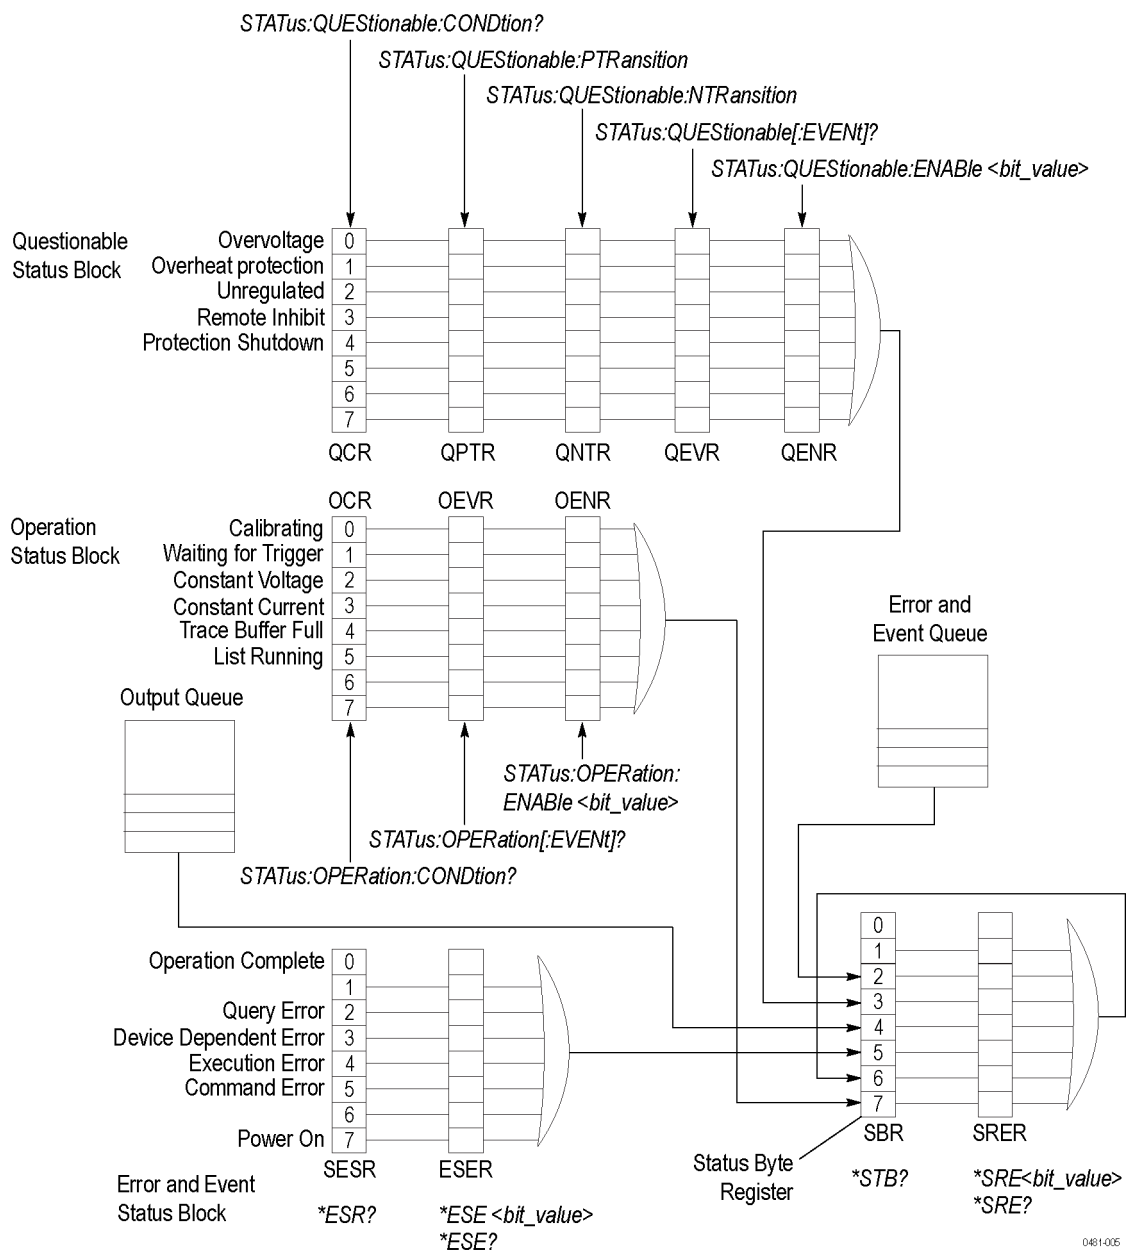 STATus:QUEStionable:CONDtion?
STATus:QUEStionable:PTRansition
STATus:QUEStionable:NTRansition
STATus:QUEStionable[:EVENt]?
STATus:QUEStionable:ENABle <bit_value>
Questionable
Status Block
Overvoltage 0
Overheat protection 1
Unregulated 2
Remote Inhibit 3
Protection Shutdown 4
5
6
7
QCR QPTR QNTR QEVR QENR
OCR OEVR OENR
Operation
Status Block
Calibrating 0
Waiting for Trigger 1
Constant Voltage 2
Constant Current 3
Trace Buffer Full 4
List Running 5
6
7
Error and
Event Queue
Output Queue
STATus:OPERation:
ENABle <bit_value>
STATus:OPERation[:EVENt]?
STATus:OPERation:CONDtion?
Operation Complete 0
1
Query Error 2
Device Dependent Error 3
Execution Error 4
Command Error 5
6
Power On 7
SESR ESER
Error and Event
Status Block
*ESR?
*ESE <bit_value>
*ESE?
0
1
2
3
4
5
6
7
SBR SRER
Status Byte
Register
*STB?
*SRE<bit_value>
*SRE?
0481-005